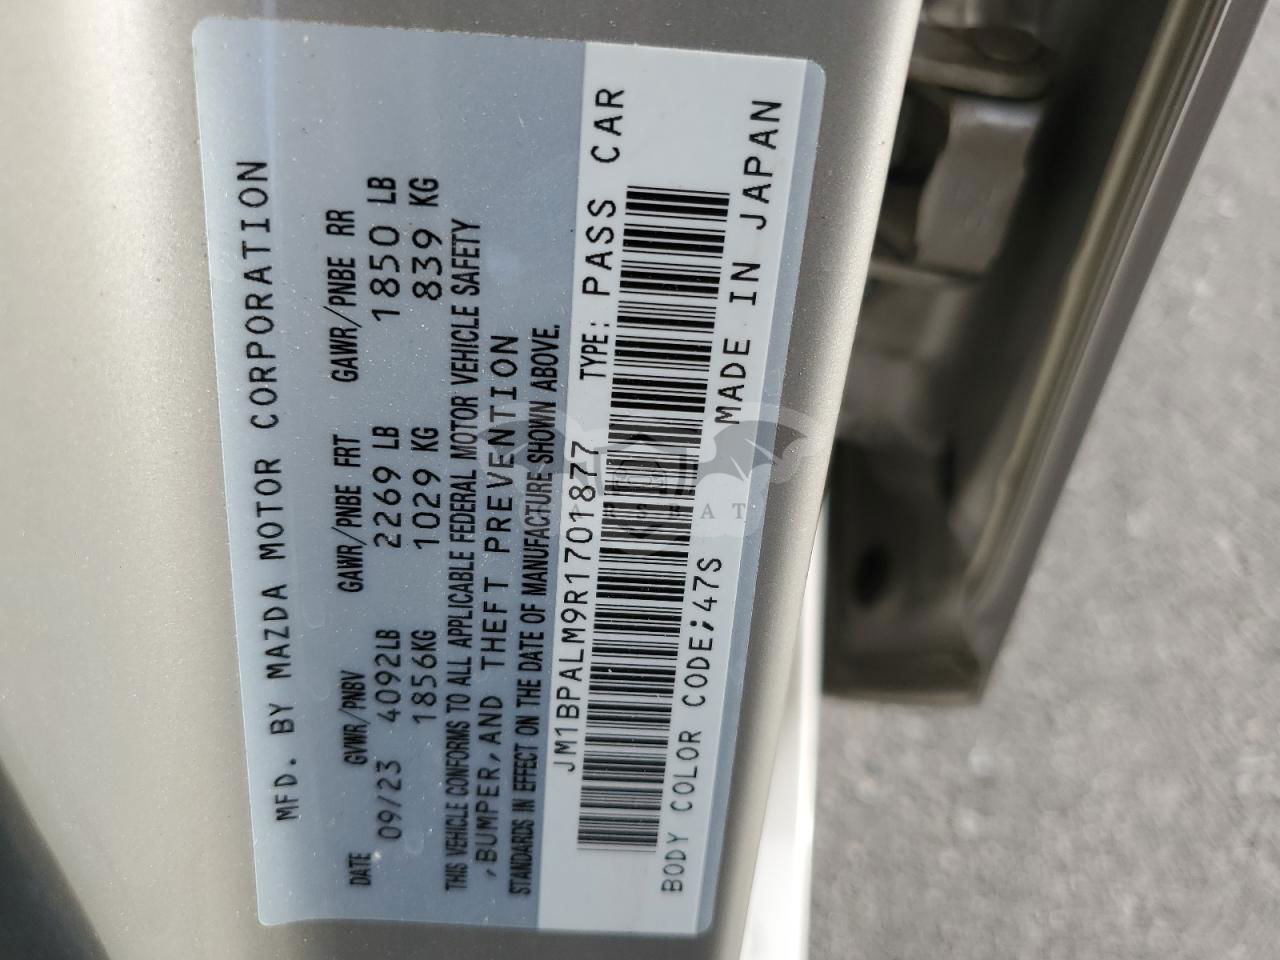 MFD. BY MAZDA MOTOR CORPORATION
DATE GVWR/PNBV GAWR/PNBE FRT GAWR/PNBE RR
09/23 4092LB 2269 LB 1850 LB
1856KG 1029 KG 839 KG
THIS VEHICLE CONFORMS TO ALL APPLICABLE FEDERAL MOTOR VEHICLE SAFETY
,BUMPER,AND THEFT PREVENTION
STANDARDS IN EFFECT ON THE DATE OF MANUFACTURE SHOWN ABOVE.
JM1BPALM9R1701877 TYPE: PASS CAR
BODY COLOR CODE;47S MADE IN JAPAN
CARSBAT